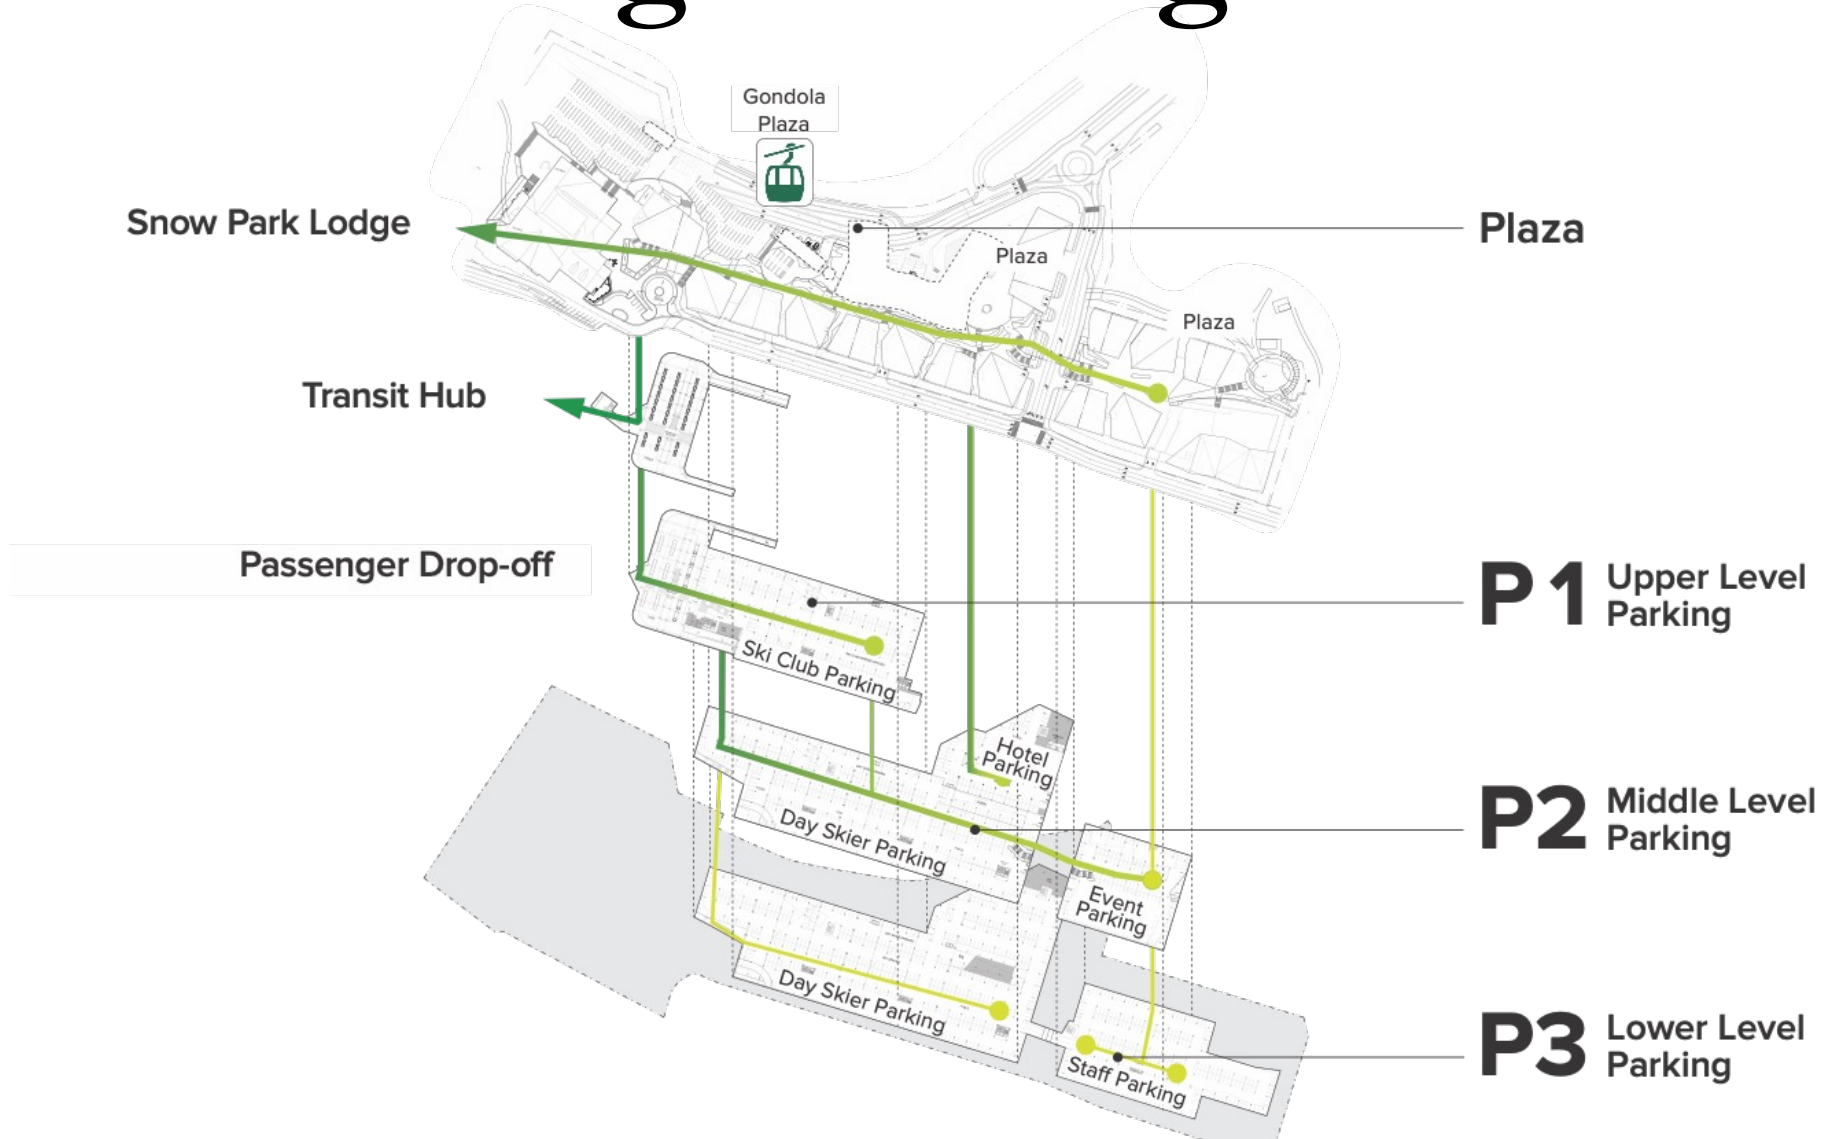 Gondola
Plaza
Snow Park Lodge
Plaza
Plaza
Plaza
Transit Hub
Passenger Drop-off
P 1 Upper Level
Parking
Ski Club Parking
Hotel
Parking
P2 Middle Level
Parking
Day Skier Parking
Event
Parking
Day Skier Parking
P3 Lower Level
Parking
Staff Parking